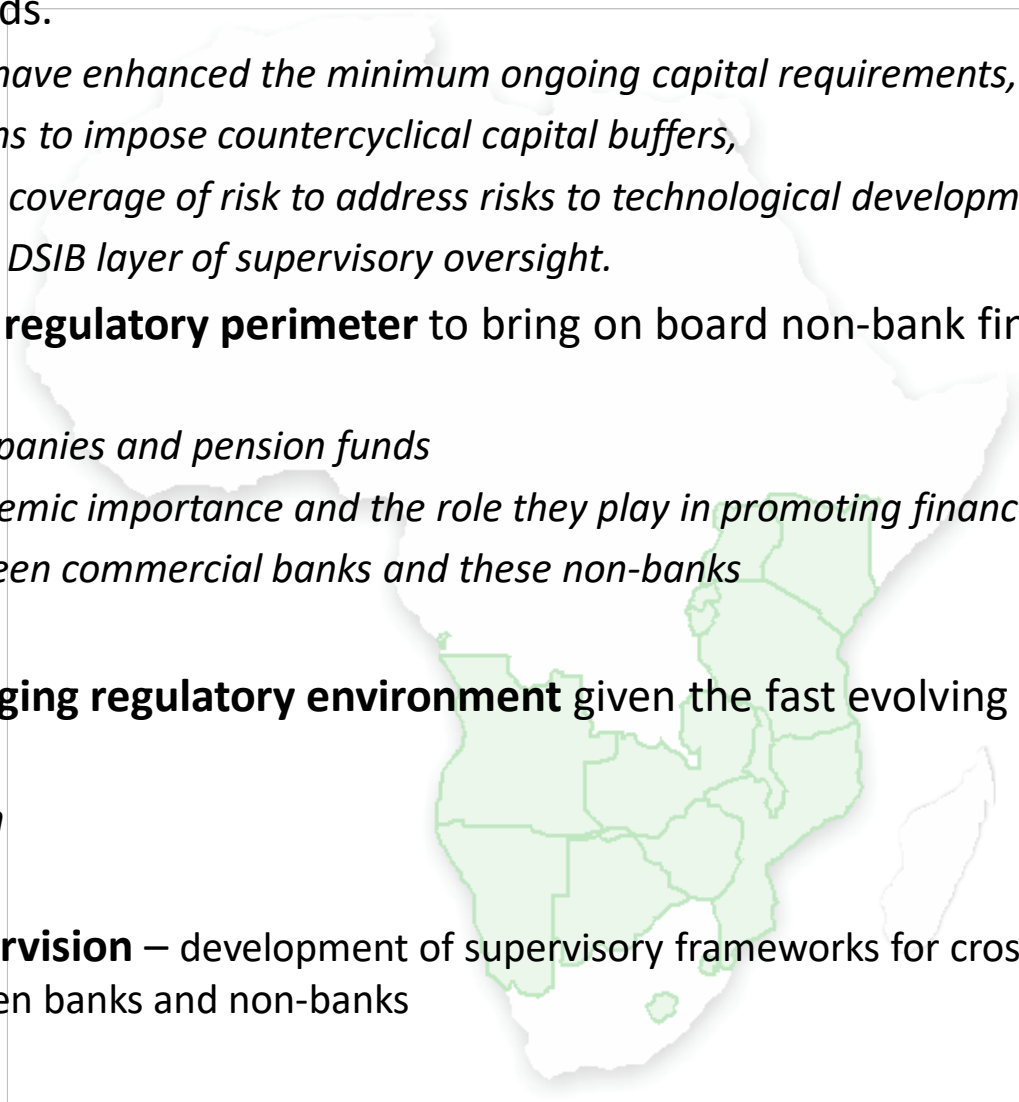 ds.
have enhanced the minimum ongoing capital requirements,
ns to impose countercyclical capital buffers,
coverage of risk to address risks to technological developm
DSIB layer of supervisory oversight.
regulatory perimeter to bring on board non-bank fin
panies and pension funds
emic importance and the role they play in promoting financ
een commercial banks and these non-banks
ging regulatory environment given the fast evolving
rvision – development of supervisory frameworks for cros
en banks and non-banks